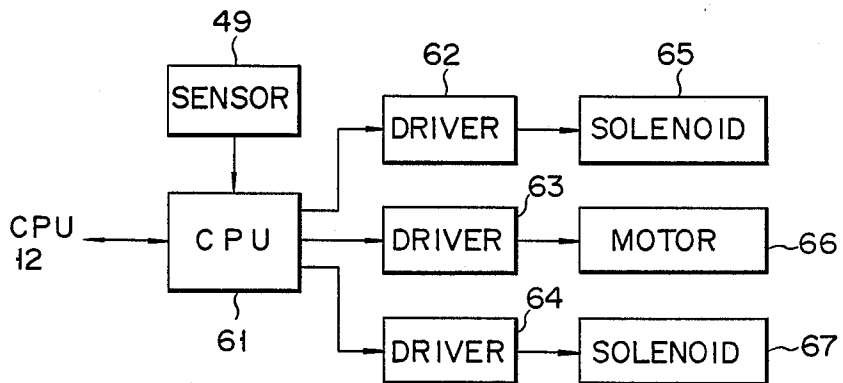 49
62
65
SENSOR
DRIVER
SOLENOID
63
CPU
12
CPU
DRIVER
MOTOR
66
61
64
DRIVER
SOLENOID
67